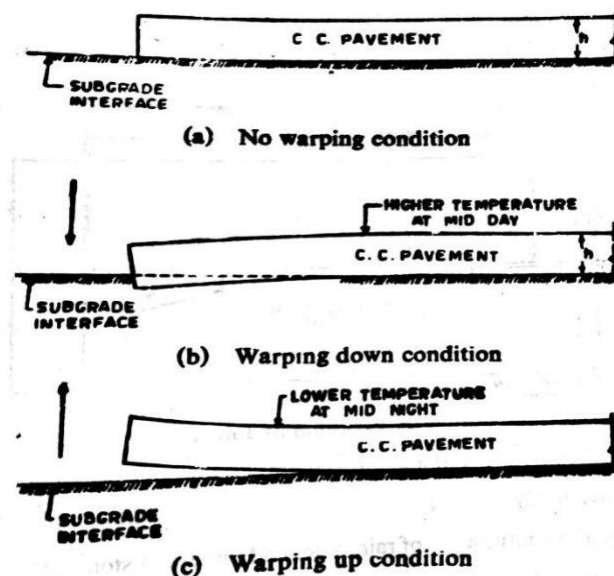 C C. PAVEMENT
h
SUBGRADE
INTERFACE
(a) No warping condition
HIGHER TEMPERATURE
AT MID DAY
C.C. PAVEMENT
h
SUBGRADE
INTERFACE
(b) Warping down condition
LOWER TEMPERATURE
AT MID NIGHT
C.C. PAVEMENT
SUBGRADE
INTERFACE
(c) Warping up condition